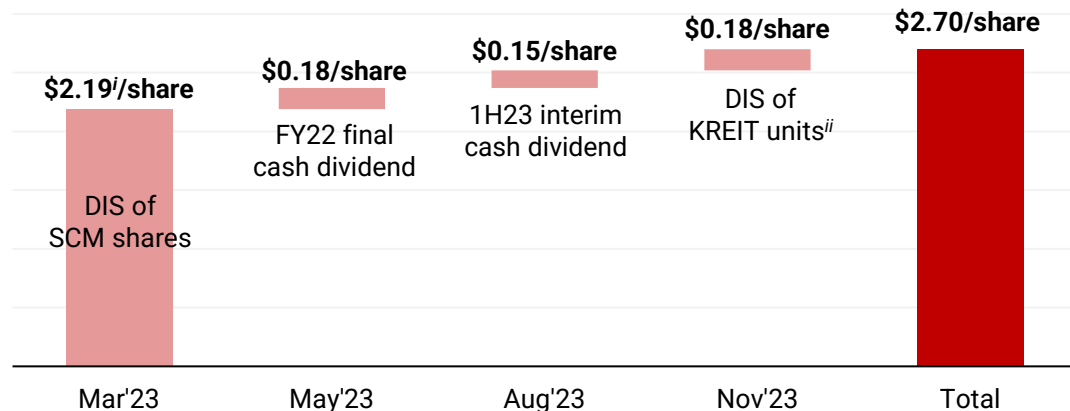 $2.19ⁱ/share
DIS of
SCM shares
$0.18/share
FY22 final
cash dividend
$0.15/share
1H23 interim
cash dividend
$0.18/share
DIS of
KREIT unitsⁱⁱ
$2.70/share
Mar'23
May'23
Aug'23
Nov'23
Total